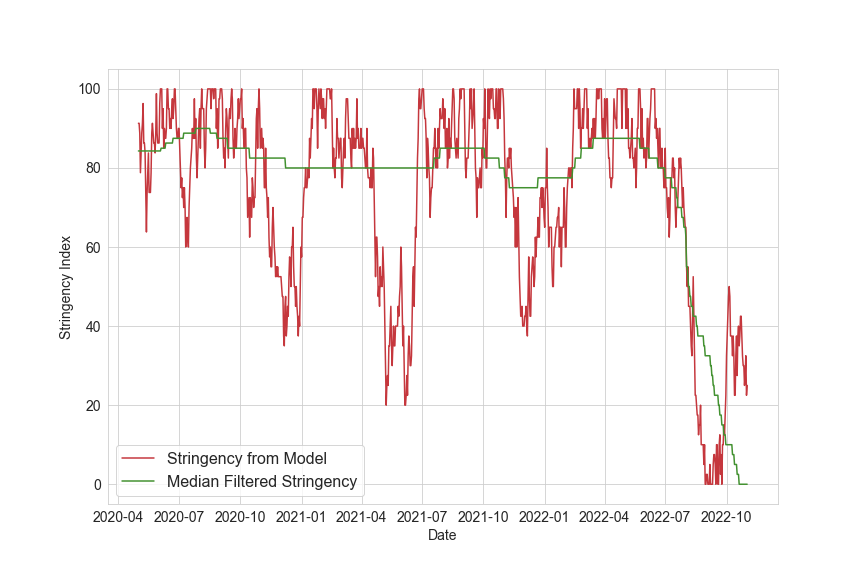 100
80
60
40
20
0
Stringency Index
Stringency from Model
Median Filtered Stringency
2020-04 2020-07 2020-10 2021-01 2021-04 2021-07 2021-10 2022-01 2022-04 2022-07 2022-10
Date